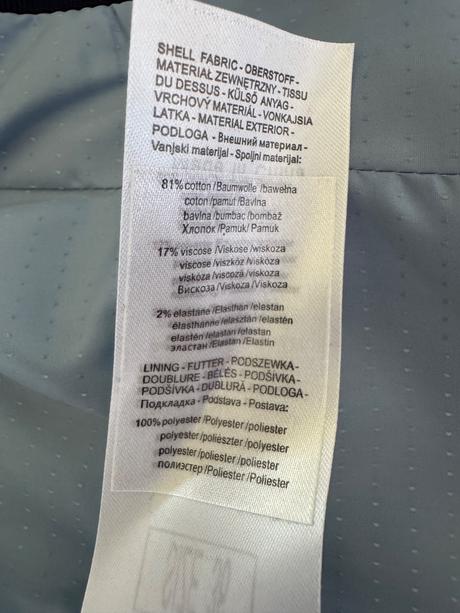 SHELL FABRIC - OBERSTOFF -
MATERIAŁ ZEWNĘTRZNY - TISSU
DU DESSUS - KÜLSŐ ANYAG -
VRCHOVÝ MATERIÁL - VONKAJSIA
LATKA - MATERIAL EXTERIOR -
PODLOGA - Внешний материал -
Vanjski materijal - Spoljni materijal:
81% cotton /Baumwolle /bawełna
coton /pamut /Bavlna
bavlna /bumbac /bombaž
Хлопок /Pamuk/ Pamuk
17% viscose /Viskose /wiskoza
viscose /viszkóz /viskóza
viskóza /viscoză /viskoza
Вискоза /Viskoza /Viskoza
2% elastane /Elasthan /elastan
élasthanne /elasztán /elastén
elastén /elastan /elastan
эластан /Elastan /Elastin
LINING - FUTTER - PODSZEWKA -
DOUBLURE - BÉLÉS - PODŠÍVKA -
PODŠÍVKA - DUBLURĂ - PODLOGA -
Подкладка - Podstava - Postava:
100% polyester /Polyester /poliester
polyester /poliészter /polyester
polyester /poliester /poliester
полиэстер /Poliester /Poliester